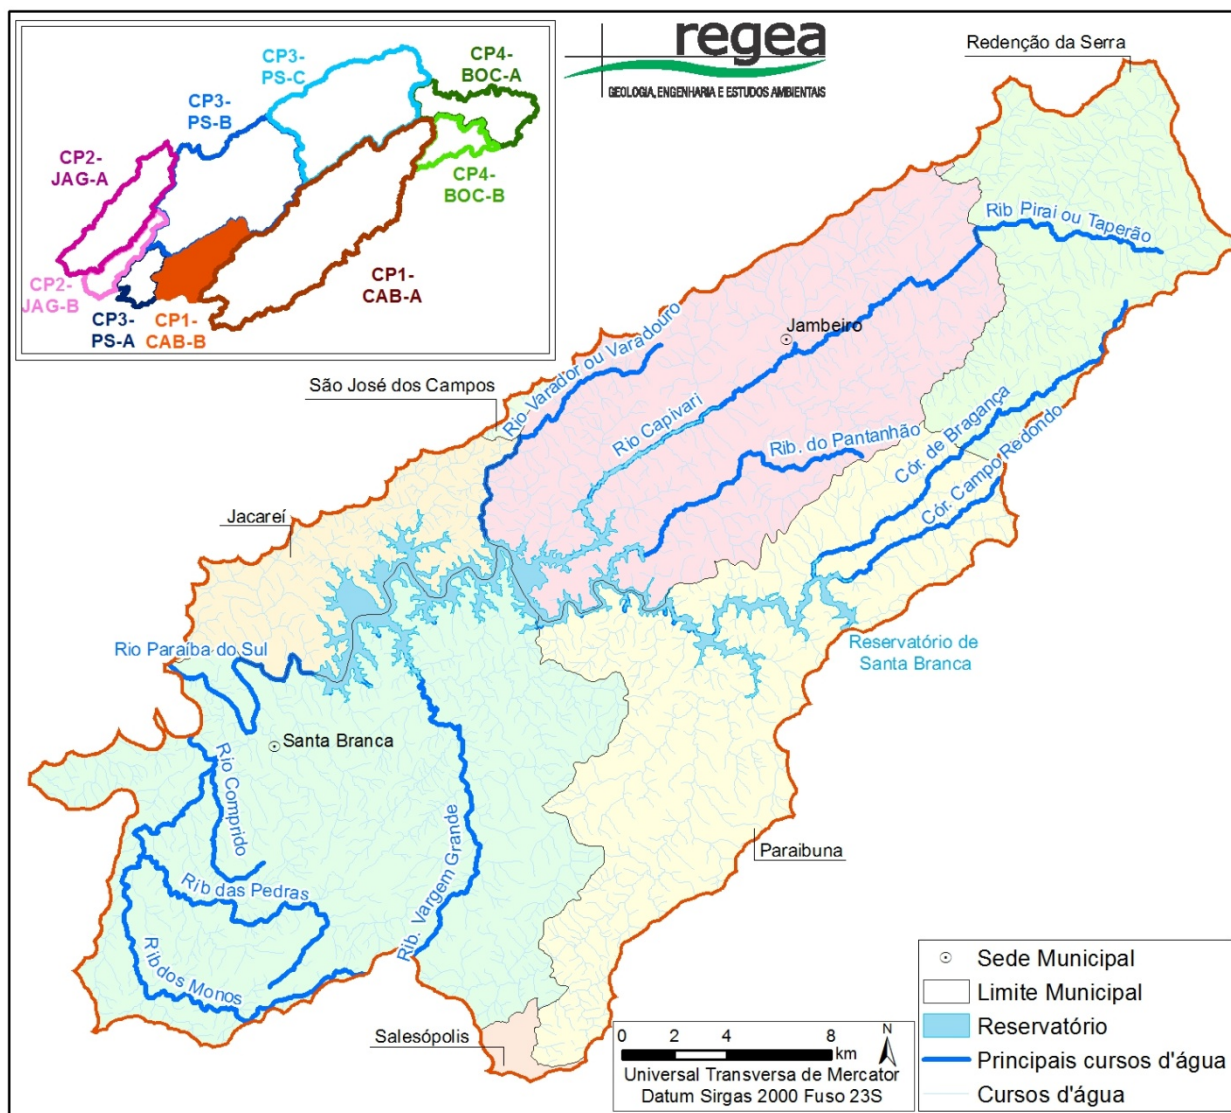 CP3-
PS-C
CP4-
BOC-A
CP3-
PS-B
CP2-
JAG-A
CP4-
BOC-B
CP2-
JAG-B
CP1-
CAB-A
CP3-
PS-A
CP1-
CAB-B
regea
GEOLOGIA, ENGENHARIA E ESTUDOS AMBIENTAIS
Redenção da Serra
Rib Pirai ou Taperão
Jambeiro
Rio Varador ou Varadouro
São José dos Campos
Rio Capivari
Rib. do Pantanhão
Cór. de Bragança
Cór. Campo Redondo
Jacareí
Rio Paraíba do Sul
Reservatório de
Santa Branca
Santa Branca
Rio Comprido
Rib. Vargem Grande
Paraibuna
Rib das Pedras
Rib dos Monos
Salesópolis
0 2 4 8
km
N
Universal Transversa de Mercator
Datum Sirgas 2000 Fuso 23S
Sede Municipal
Limite Municipal
Reservatório
Principais cursos d'água
Cursos d'água